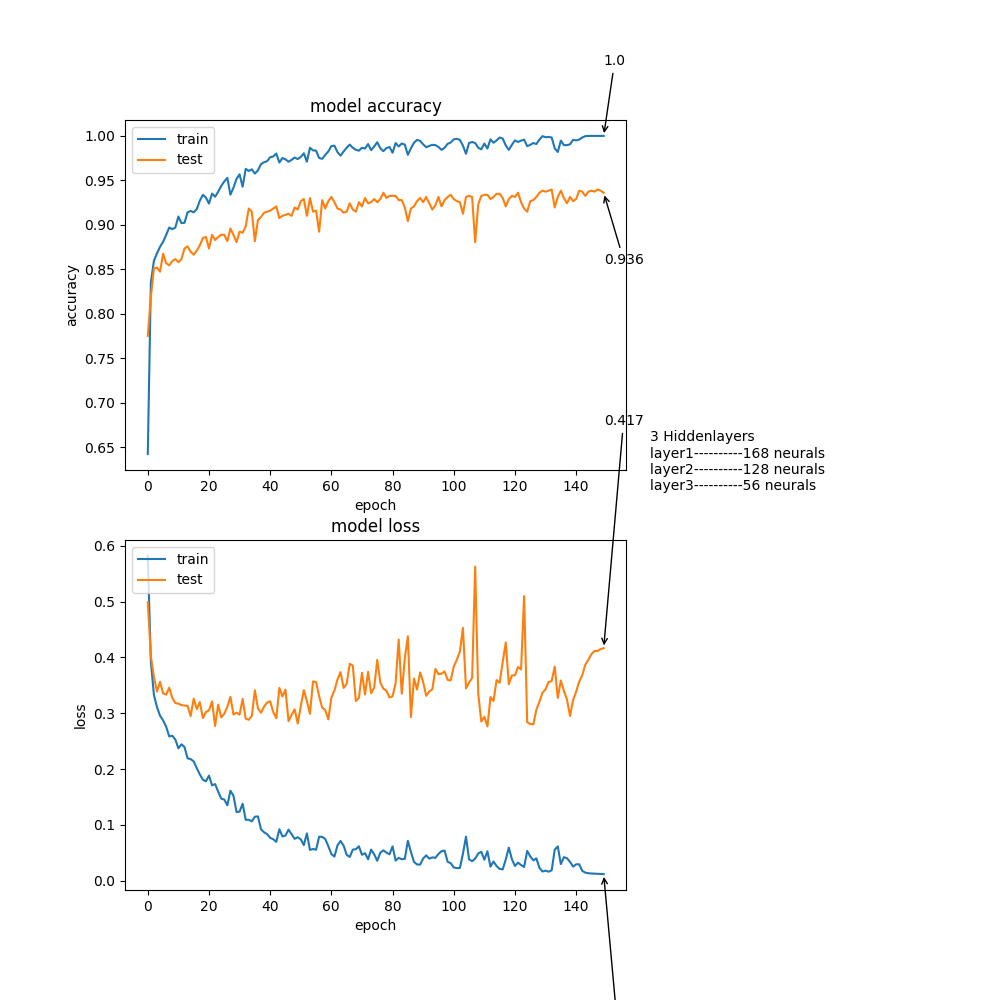 1.0
model accuracy
train
test
1.00
0.95
0.90
0.85
0.80
0.75
0.70
0.65
accuracy
0.936
0 20 40 60 80 100 120 140
epoch
0.417
3 Hiddenlayers
layer1----------168 neurals
layer2----------128 neurals
layer3----------56 neurals
model loss
train
test
0.6
0.5
0.4
0.3
0.2
0.1
0.0
loss
0 20 40 60 80 100 120 140
epoch